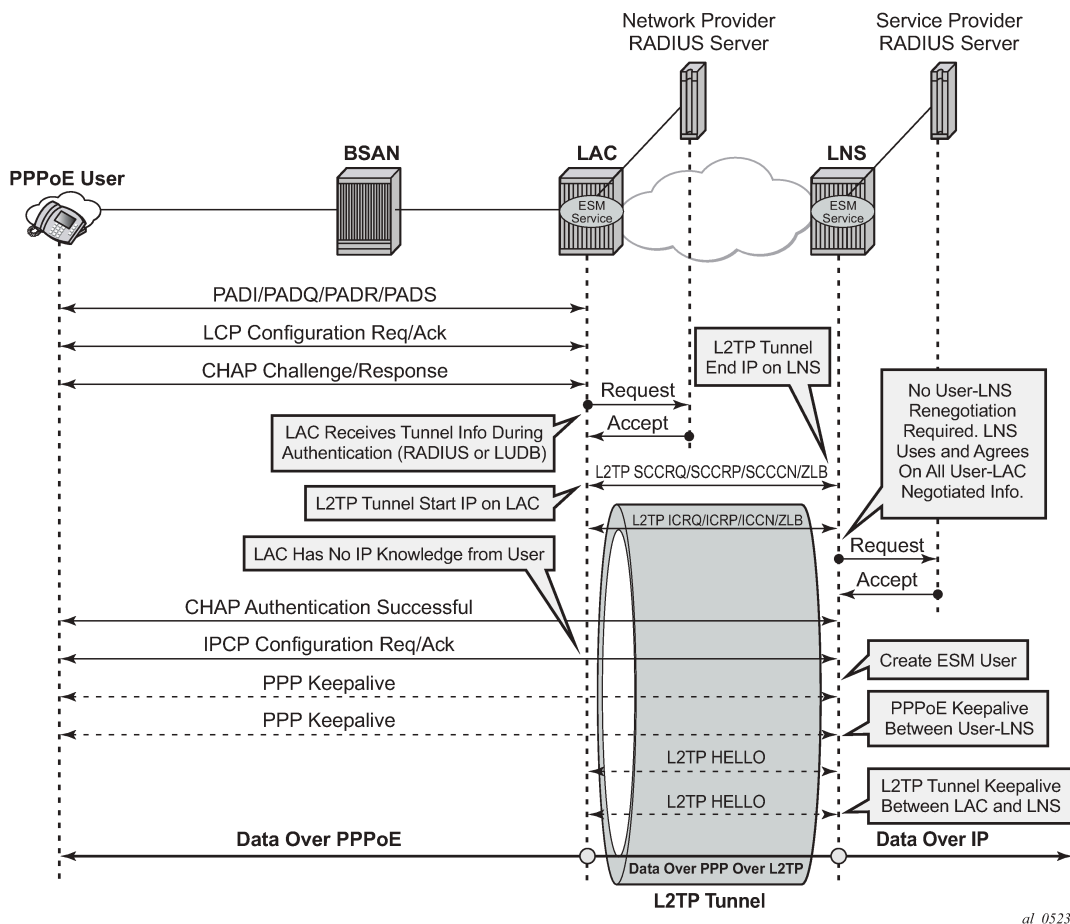 Network Provider
RADIUS Server
Service Provider
RADIUS Server
PPPoE User
BSAN
LAC
LNS
ESM
Service
ESM
Service
PADI/PADQ/PADR/PADS
LCP Configuration Req/Ack
CHAP Challenge/Response
L2TP Tunnel
End IP on LNS
Request
Accept
No User-LNS
Renegotiation
Required. LNS
Uses and Agrees
On All User-LAC
Negotiated Info.
LAC Receives Tunnel Info During
Authentication (RADIUS or LUDB)
L2TP SCCRQ/SCCRP/SCCCN/ZLB
L2TP Tunnel Start IP on LAC
L2TP ICRQ/ICRP/ICCN/ZLB
LAC Has No IP Knowledge from User
Request
Accept
CHAP Authentication Successful
IPCP Configuration Req/Ack
Create ESM User
PPP Keepalive
PPP Keepalive
PPPoE Keepalive
Between User-LNS
L2TP HELLO
L2TP HELLO
L2TP Tunnel Keepalive
Between LAC and LNS
Data Over PPPoE
Data Over IP
Data Over PPP Over L2TP
L2TP Tunnel
al_0523